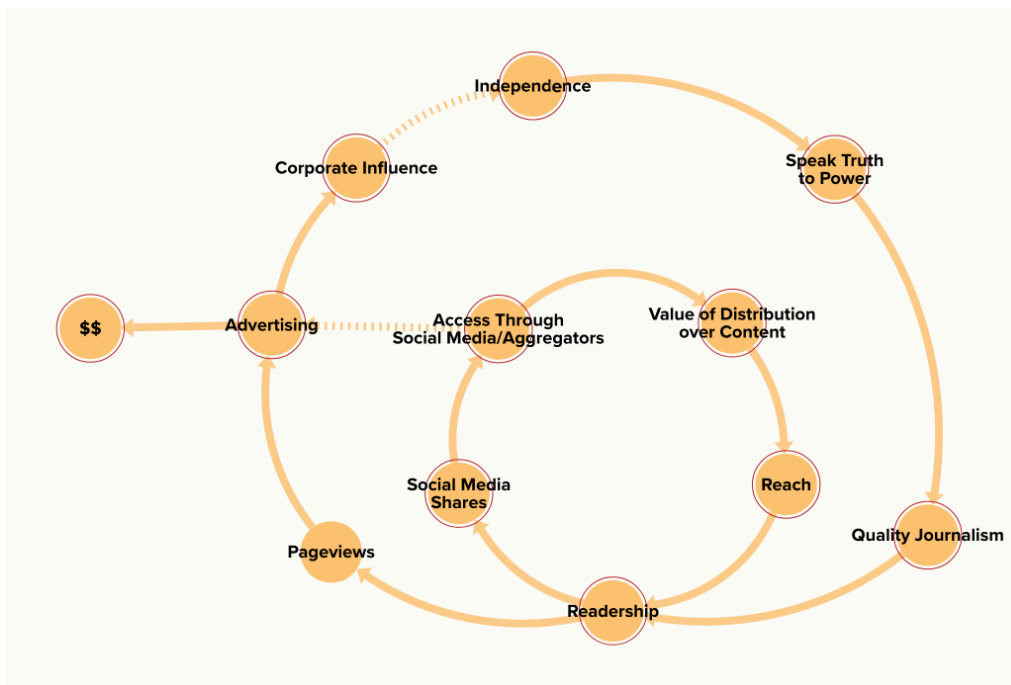 Independence
Corporate Influence
Speak Truth
to Power
$$
Advertising
Access Through
Social Media/Aggregators
Value of Distribution
over Content
Social Media
Shares
Reach
Quality Journalism
Pageviews
Readership